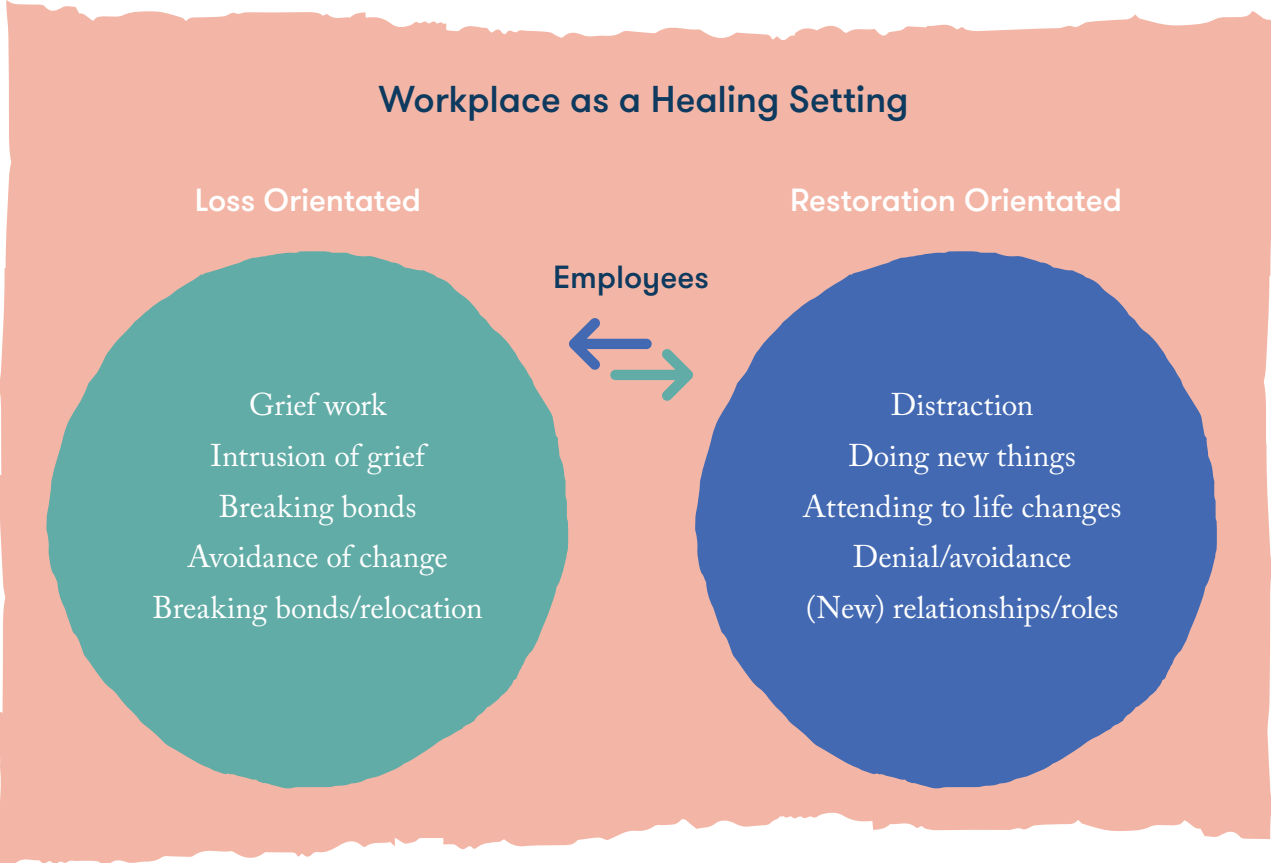 Workplace as a Healing Setting
Loss Orientated
Grief work
Intrusion of grief
Breaking bonds
Avoidance of change
Breaking bonds/relocation
Employees
Restoration Orientated
Distraction
Doing new things
Attending to life changes
Denial/avoidance
(New) relationships/roles